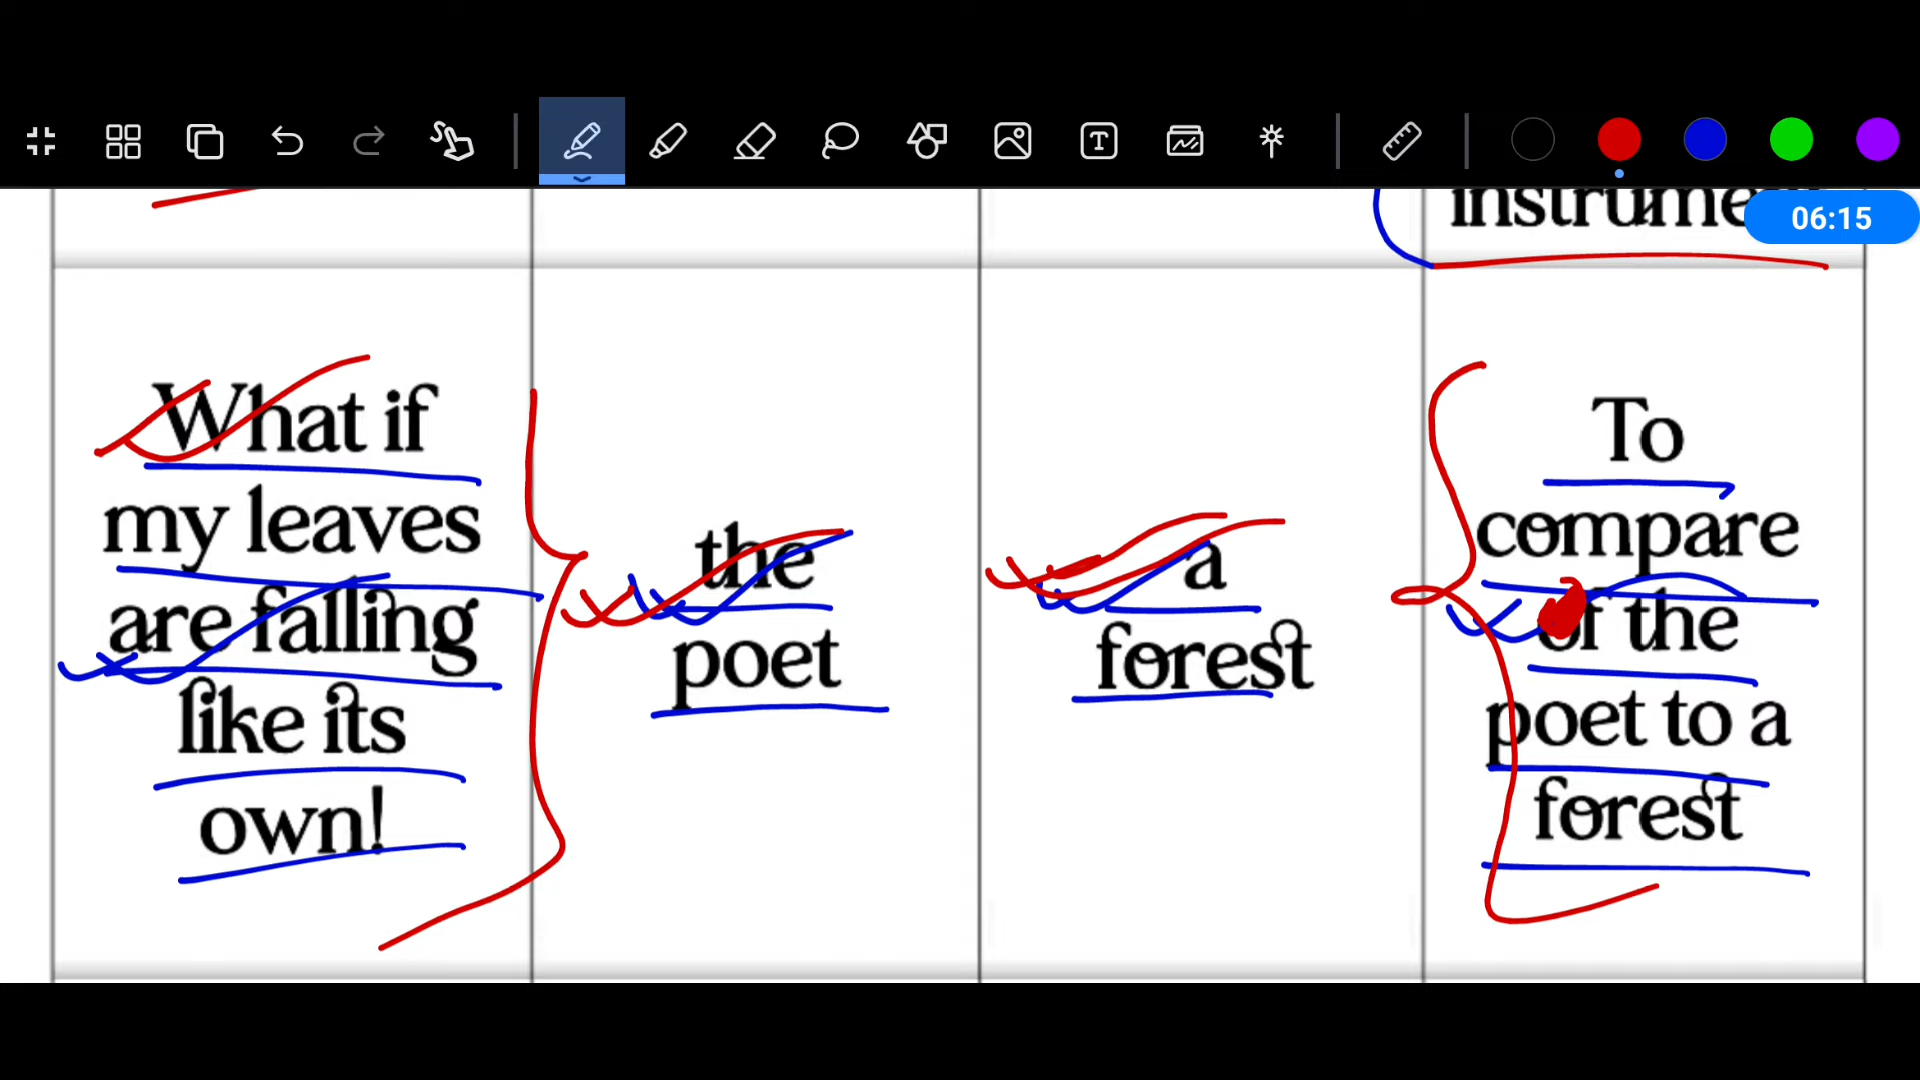 instrume
06:15
What if
my leaves
are falling
like its
own!
the
poet
a
forest
To
compare
of the
poet to a
forest